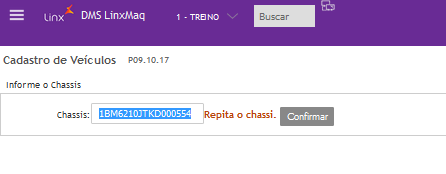 linx DMS LinxMaq 1 - TREINO Buscar
Cadastro de Veículos P09.10.17
Informe o Chassis
Chassis: 1BM6210JTKD000554 Repita o chassi. Confirmar